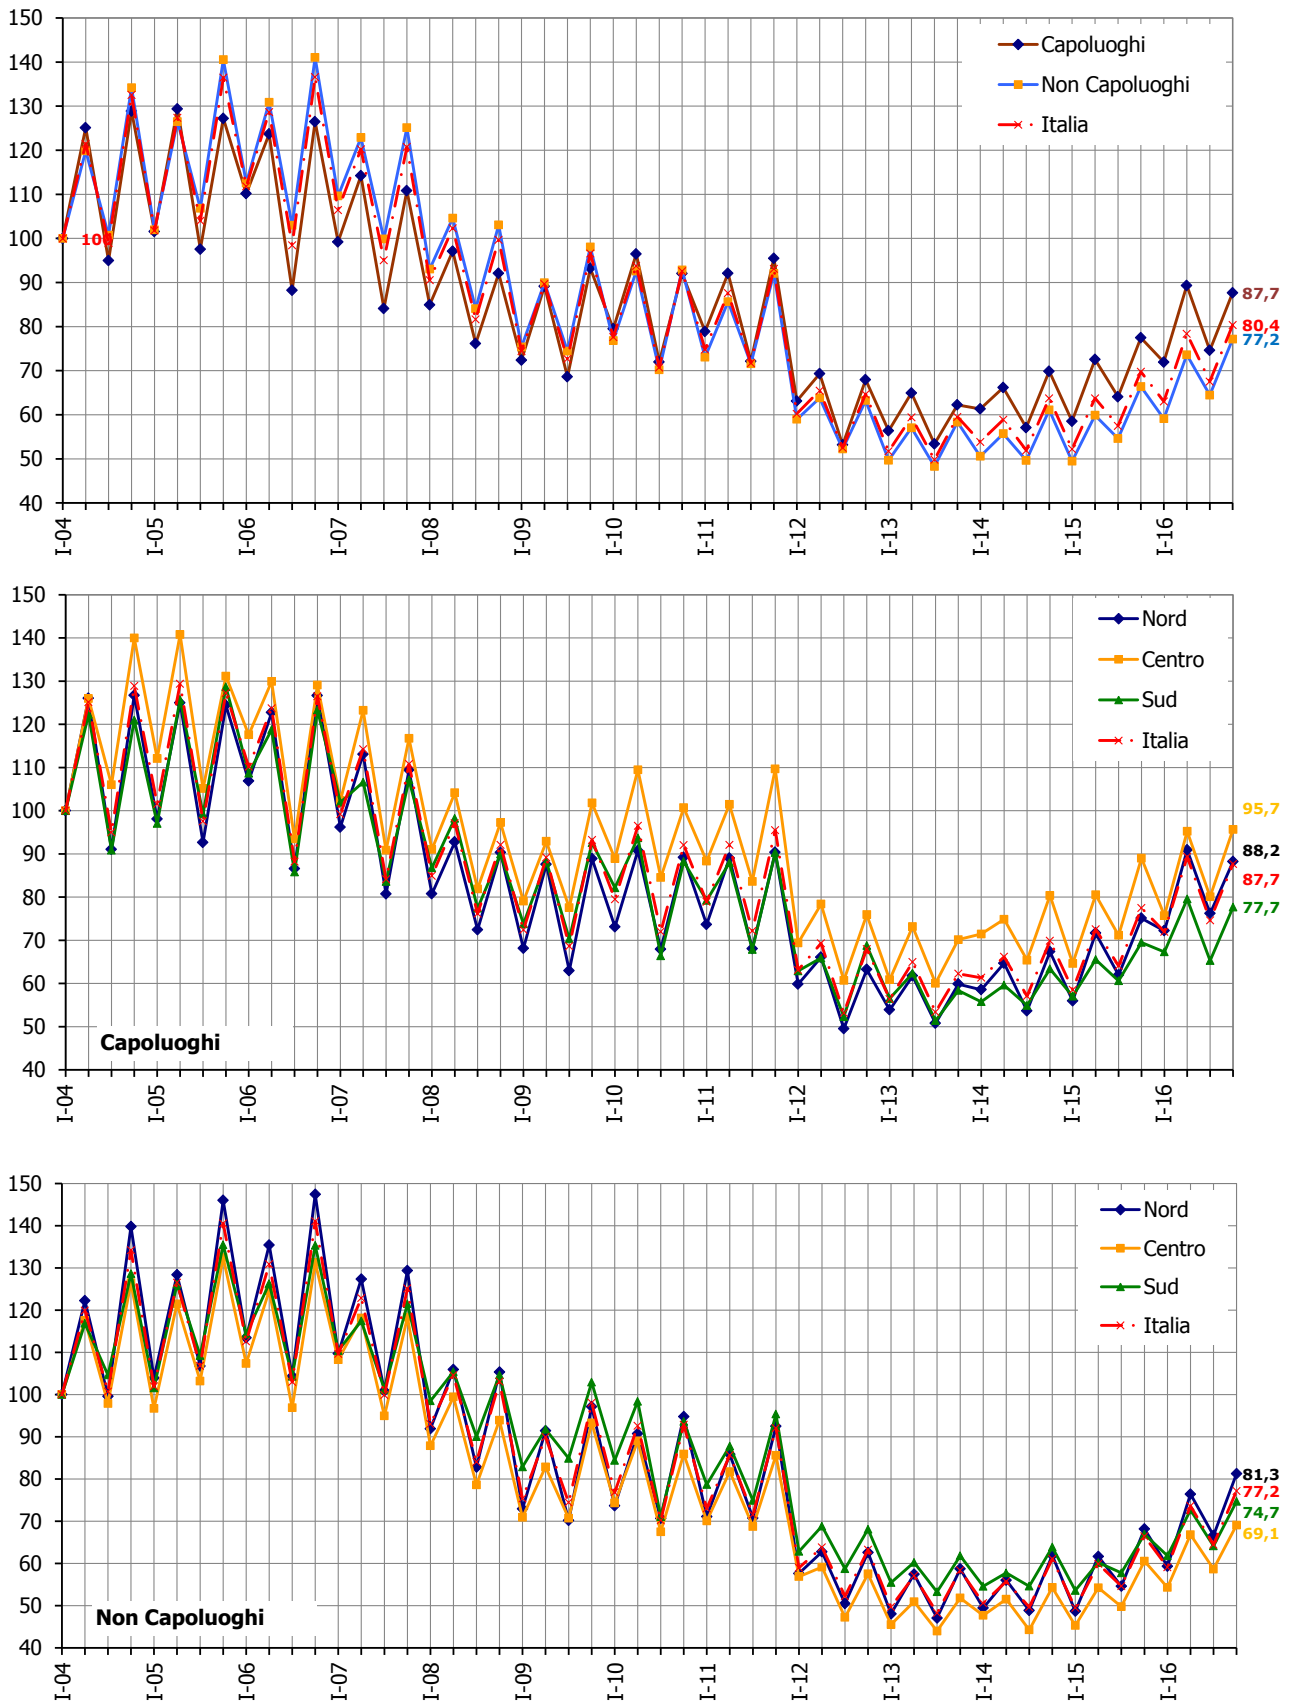 150
140
130
120
110
100
90
80
70
60
50
40
Capoluoghi
Non Capoluoghi
Italia
100
87,7
80,4
77,2
I-04
I-05
I-06
I-07
I-08
I-09
I-10
I-11
I-12
I-13
I-14
I-15
I-16
150
140
130
120
110
100
90
80
70
60
50
40
Nord
Centro
Sud
Italia
95,7
88,2
87,7
77,7
Capoluoghi
I-04
I-05
I-06
I-07
I-08
I-09
I-10
I-11
I-12
I-13
I-14
I-15
I-16
150
140
130
120
110
100
90
80
70
60
50
40
Nord
Centro
Sud
Italia
81,3
77,2
74,7
69,1
Non Capoluoghi
I-04
I-05
I-06
I-07
I-08
I-09
I-10
I-11
I-12
I-13
I-14
I-15
I-16